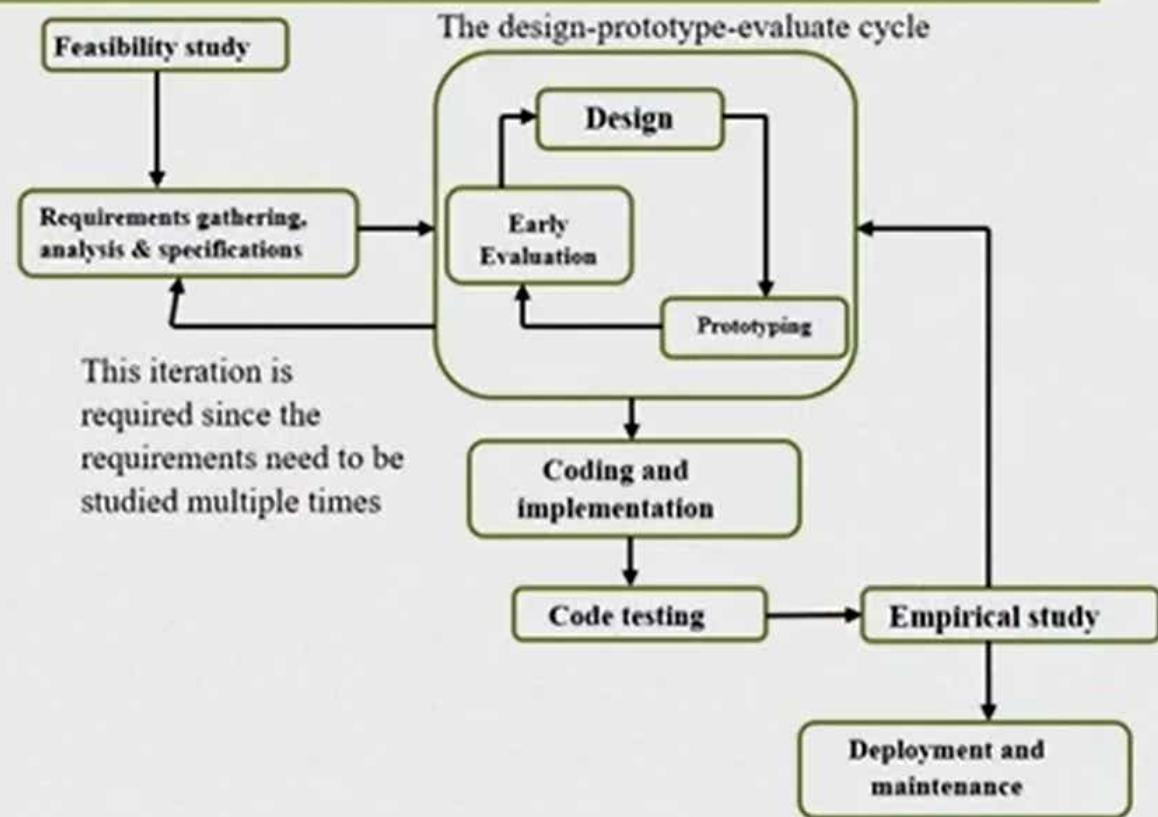 The design-prototype-evaluate cycle
Feasibility study
Design
Requirements gathering,
analysis & specifications
Early
Evaluation
Prototyping
This iteration is
required since the
requirements need to be
studied multiple times
Coding and
implementation
Code testing
Empirical study
Deployment and
maintenance